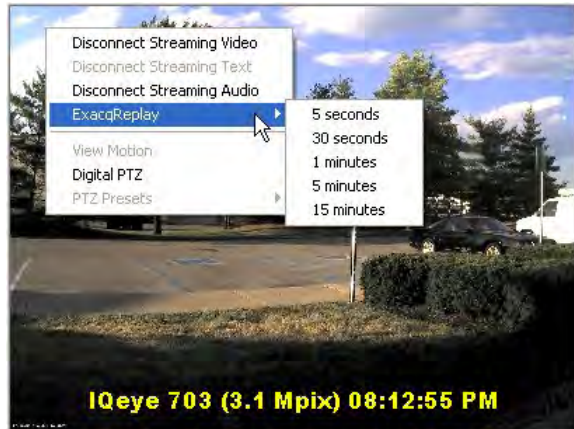 Disconnect Streaming Video
Disconnect Streaming Text
Disconnect Streaming Audio
ExacqReplay
5 seconds
30 seconds
1 minutes
5 minutes
15 minutes
View Motion
Digital PTZ
PTZ Presets
IQeye 703 (3.1 Mpix) 08:12:55 PM